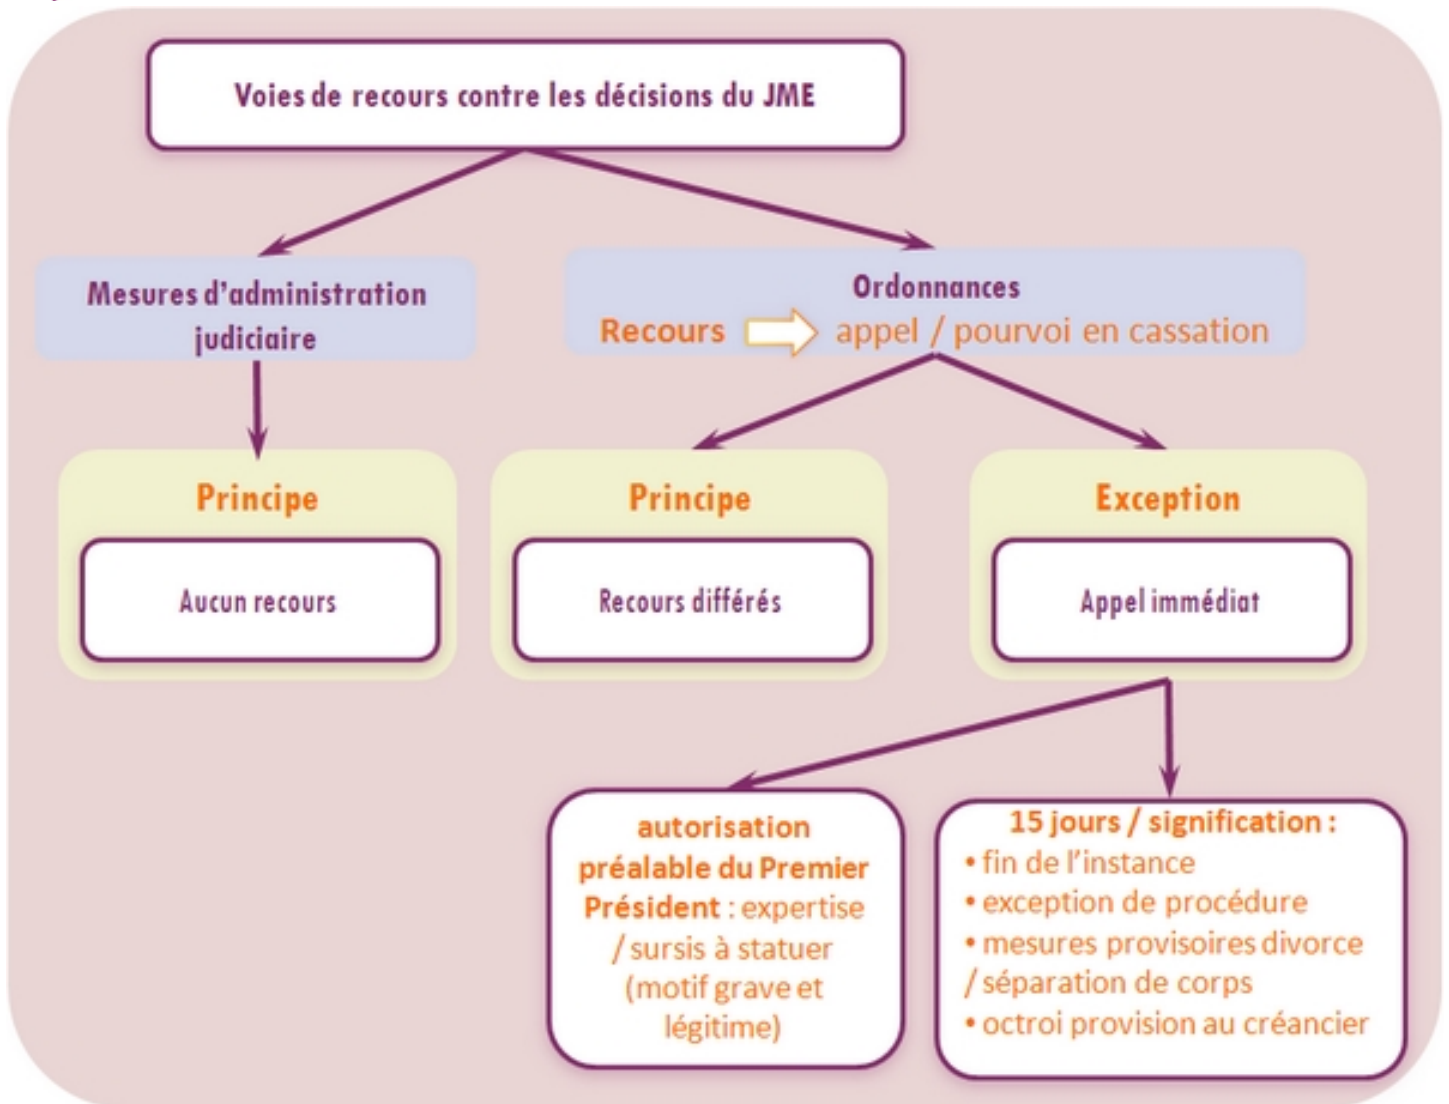 Voies de recours contre les décisions du JME
Mesures d'administration
judiciaire
Ordonnances
Recours appel / pourvoi en cassation
Principe
Aucun recours
Principe
Recours différés
Exception
Appel immédiat
autorisation
préalable du Premier
Président : expertise
/ sursis à statuer
(motif grave et
légitime)
15 jours / signification :
• fin de l'instance
• exception de procédure
• mesures provisoires divorce
/ séparation de corps
• octroi provision au créancier